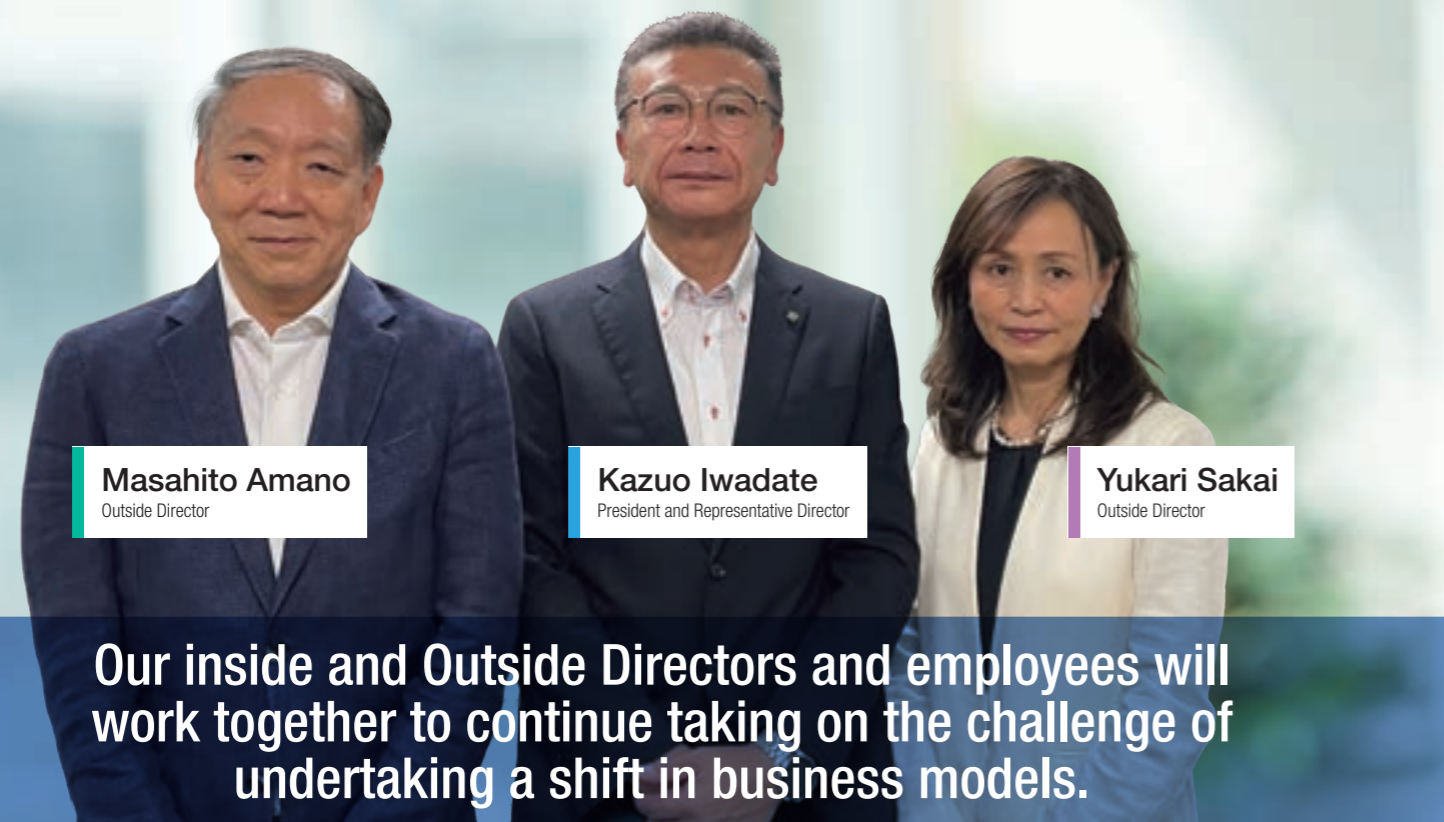 Masahito Amano
Outside Director
Kazuo Iwadate
President and Representative Director
Yukari Sakai
Outside Director
Our inside and Outside Directors and employees will
work together to continue taking on the challenge of
undertaking a shift in business models.